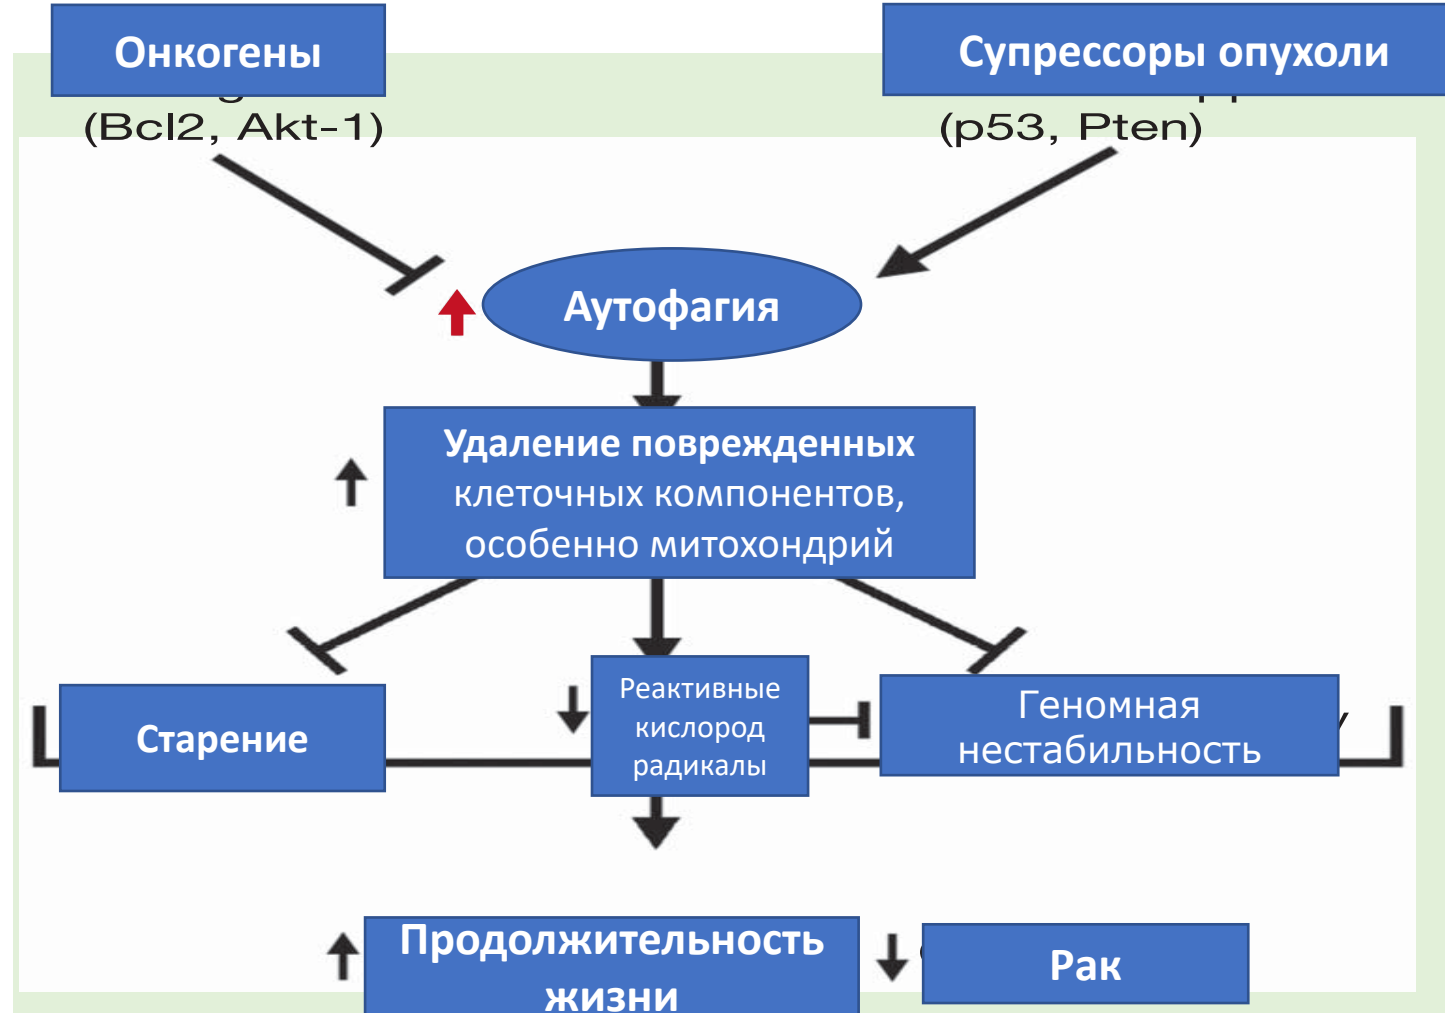 Онкогены
Супрессоры опухоли
(Bcl2, Akt-1)
(p53, Pten)
Аутофагия
Удаление поврежденных
клеточных компонентов,
особенно митохондрий
Старение
Реактивные
кислород
радикалы
Геномная
нестабильность
Продолжительность
жизни
Рак